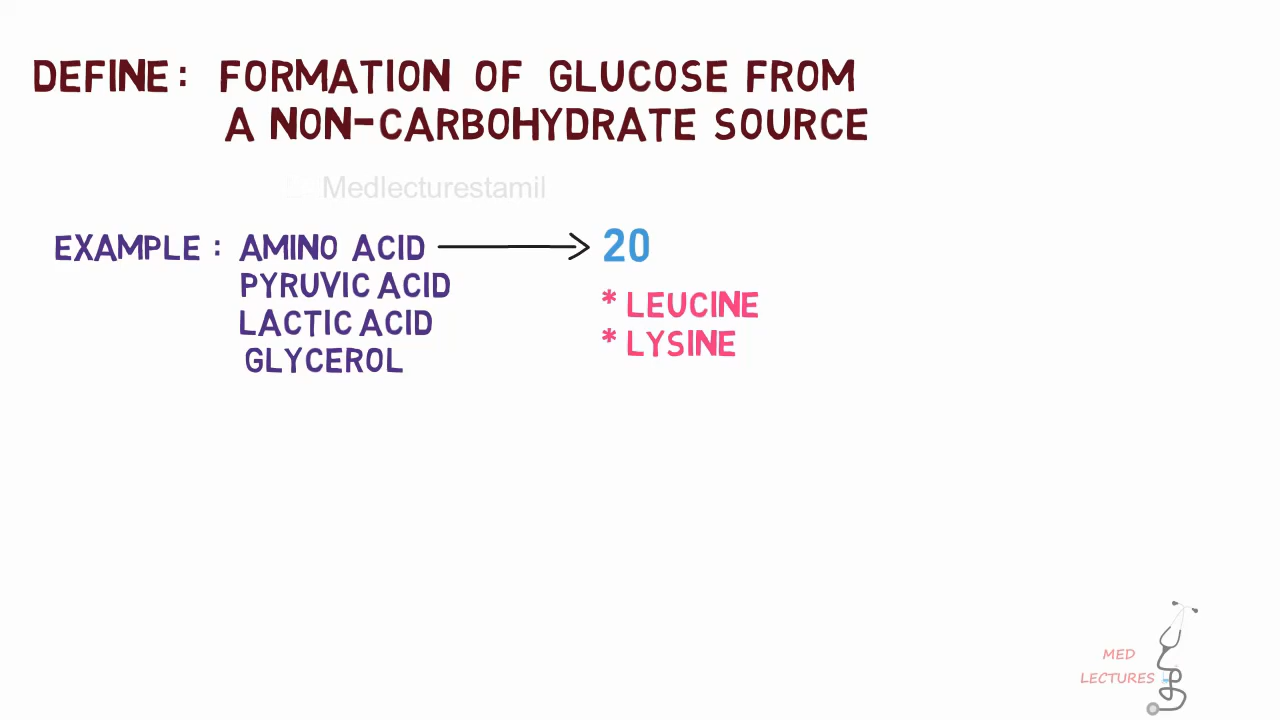 DEFINE: FORMATION OF GLUCOSE FROM
A NON-CARBOHYDRATE SOURCE
Medlecturestamil
EXAMPLE: AMINO ACID 20
PYRUVIC ACID * LEUCINE
LACTIC ACID * LYSINE
GLYCEROL
MED
LECTURES